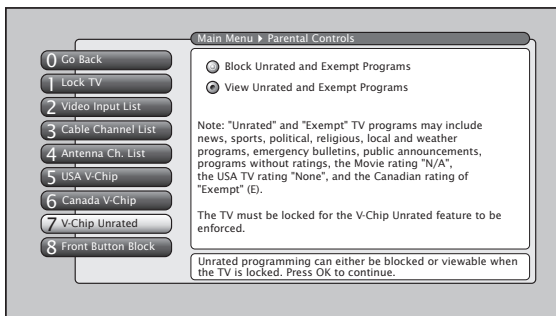 Main Menu ▶ Parental Controls
0 Go Back
1 Lock TV
2 Video Input List
3 Cable Channel List
4 Antenna Ch. List
5 USA V-Chip
6 Canada V-Chip
7 V-Chip Unrated
8 Front Button Block
Block Unrated and Exempt Programs
View Unrated and Exempt Programs
Note: "Unrated" and "Exempt" TV programs may include
news, sports, political, religious, local and weather
programs, emergency bulletins, public announcements,
programs without ratings, the Movie rating "N/A",
the USA TV rating "None", and the Canadian rating of
"Exempt" (E).
The TV must be locked for the V-Chip Unrated feature to be
enforced.
Unrated programming can either be blocked or viewable when
the TV is locked. Press OK to continue.